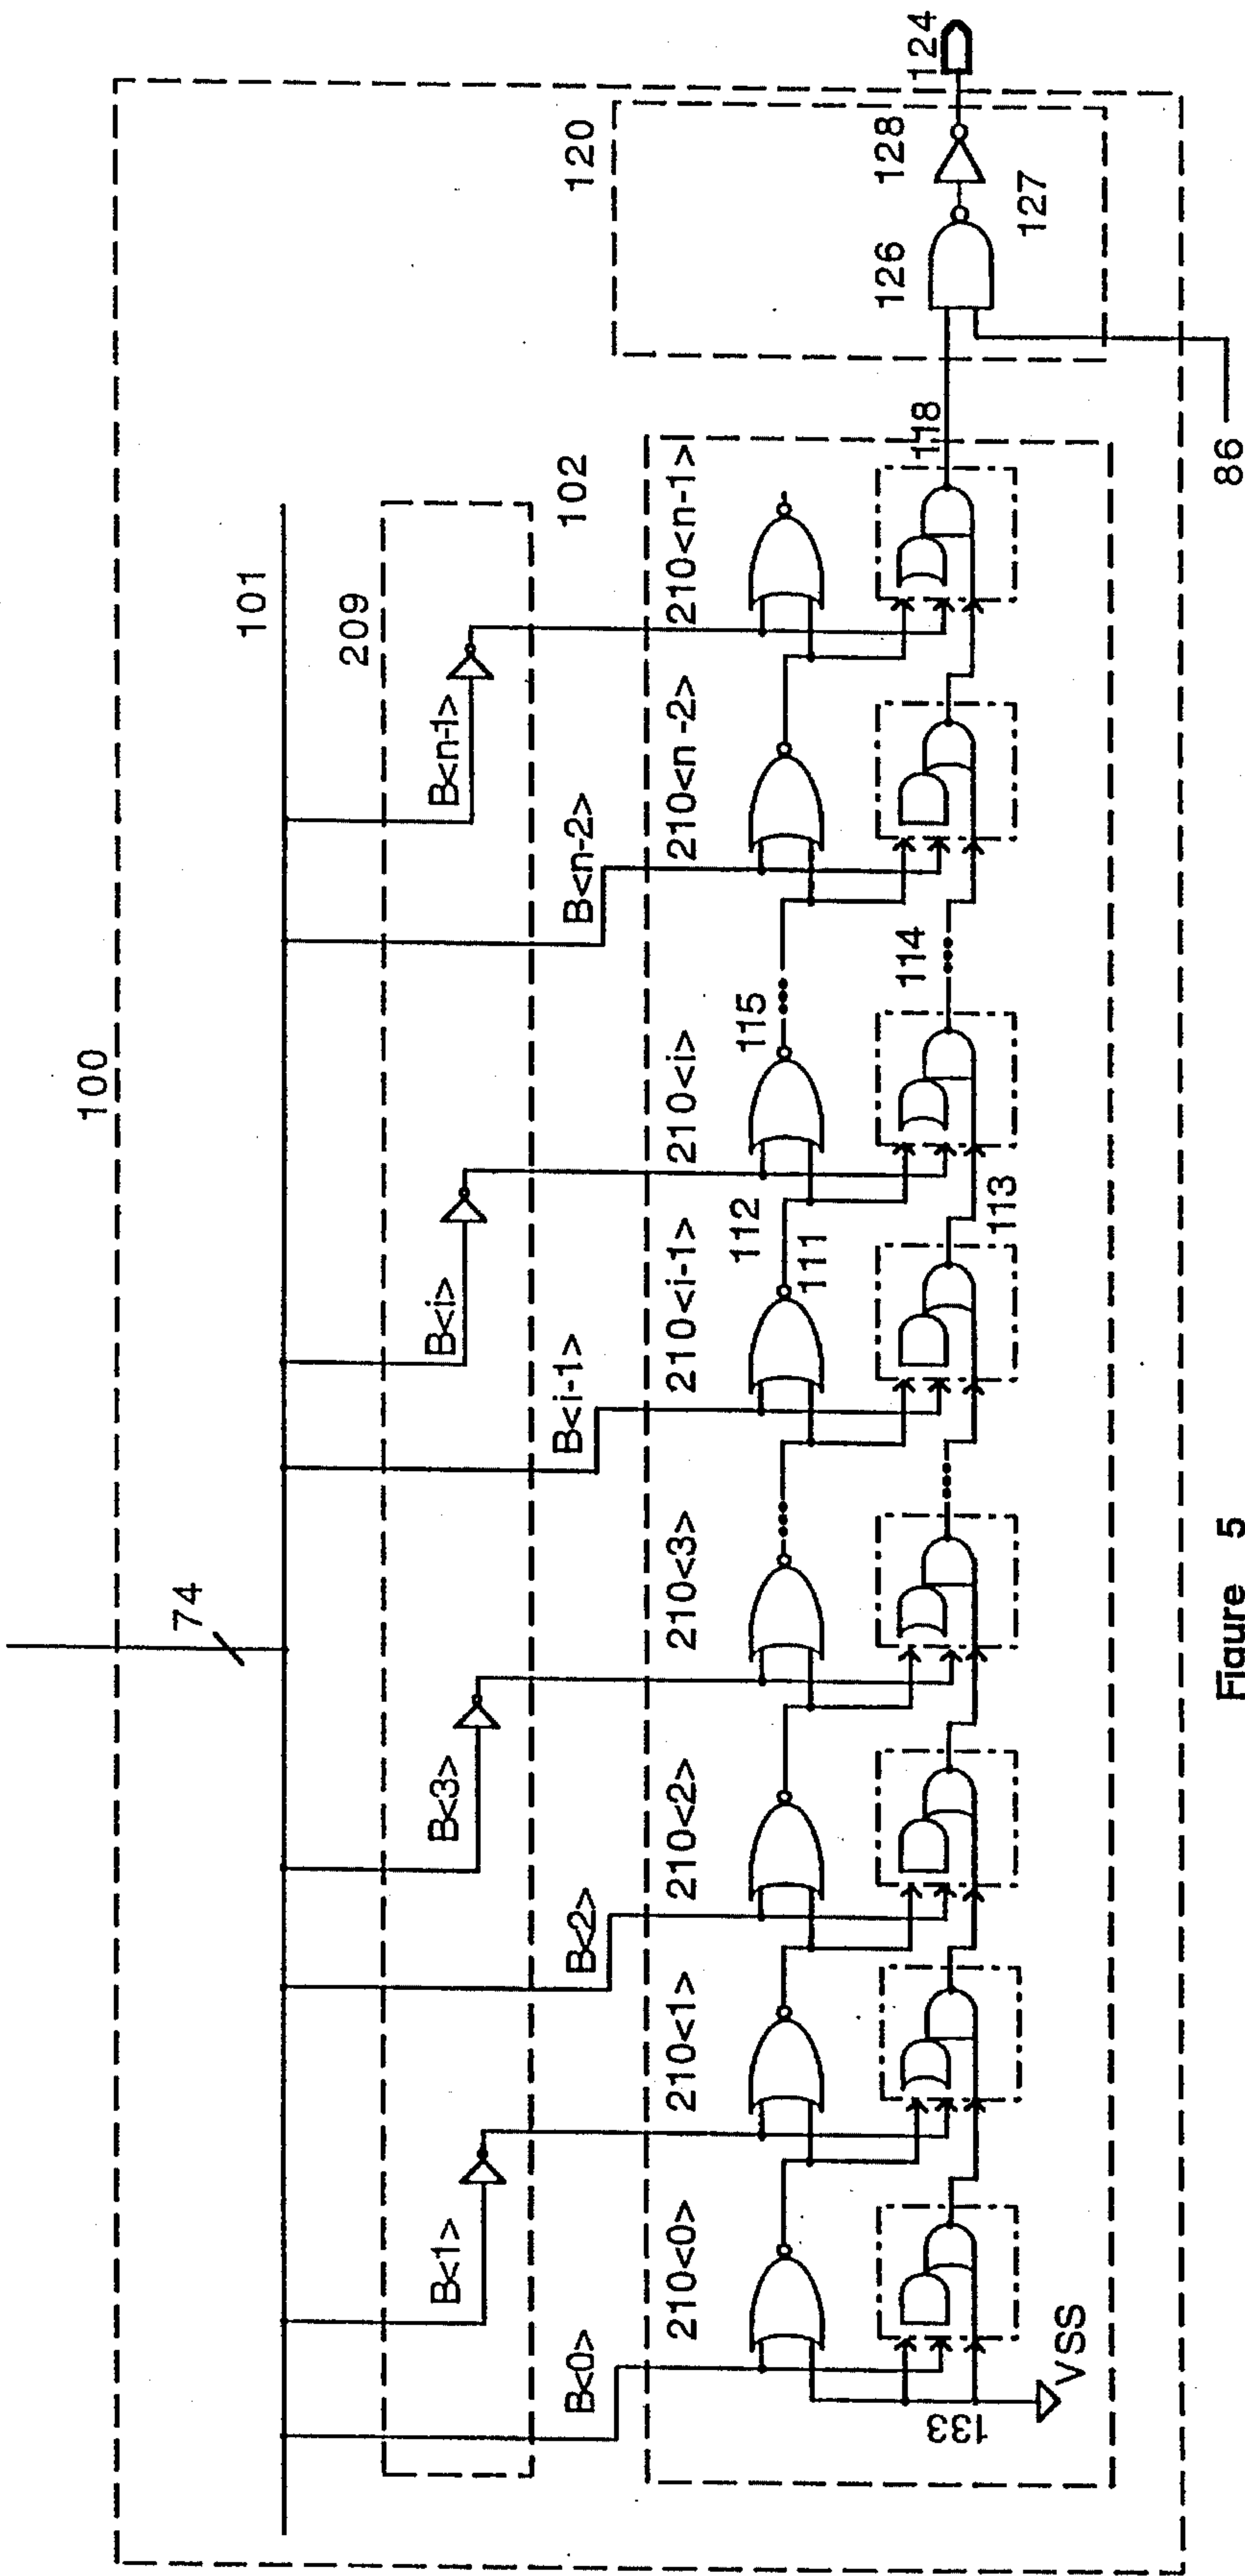 100
74
101
209
B<0>
B<1>
B<2>
B<3>
B<i-1>
B<i>
B<n-2>
B<n-1>
102
120
210<0>
210<1>
210<2>
210<3>
210<i-1>
210<i>
210<n-2>
210<n-1>
112
111
115
113
114
118
126
128
127
124
133
VSS
86
Figure 5